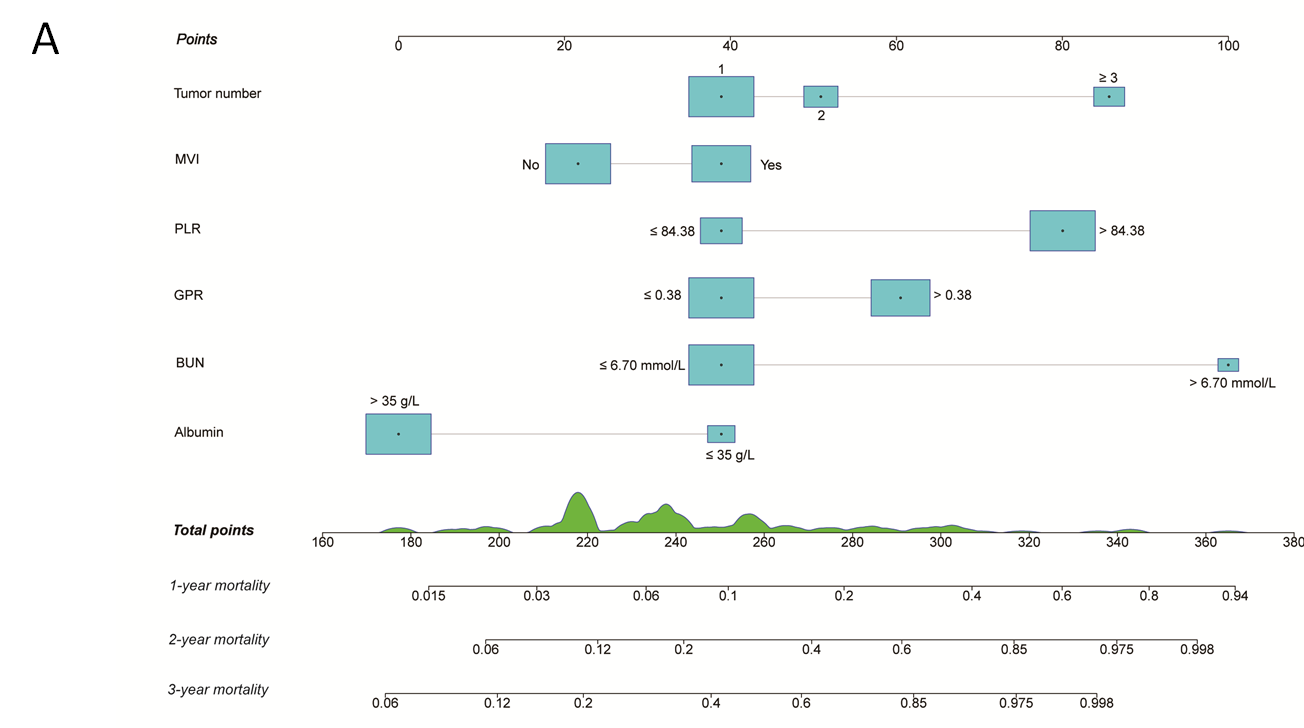 A
Points
0 20 40 60 80 100
1
≥ 3
Tumor number
2
MVI
No
Yes
PLR
≤ 84.38
> 84.38
GPR
≤ 0.38
> 0.38
BUN
≤ 6.70 mmol/L
> 6.70 mmol/L
> 35 g/L
Albumin
≤ 35 g/L
Total points
160 180 200 220 240 260 280 300 320 340 360 380
1-year mortality
0.015 0.03 0.06 0.1 0.2 0.4 0.6 0.8 0.94
2-year mortality
0.06 0.12 0.2 0.4 0.6 0.85 0.975 0.998
3-year mortality
0.06 0.12 0.2 0.4 0.6 0.85 0.975 0.998